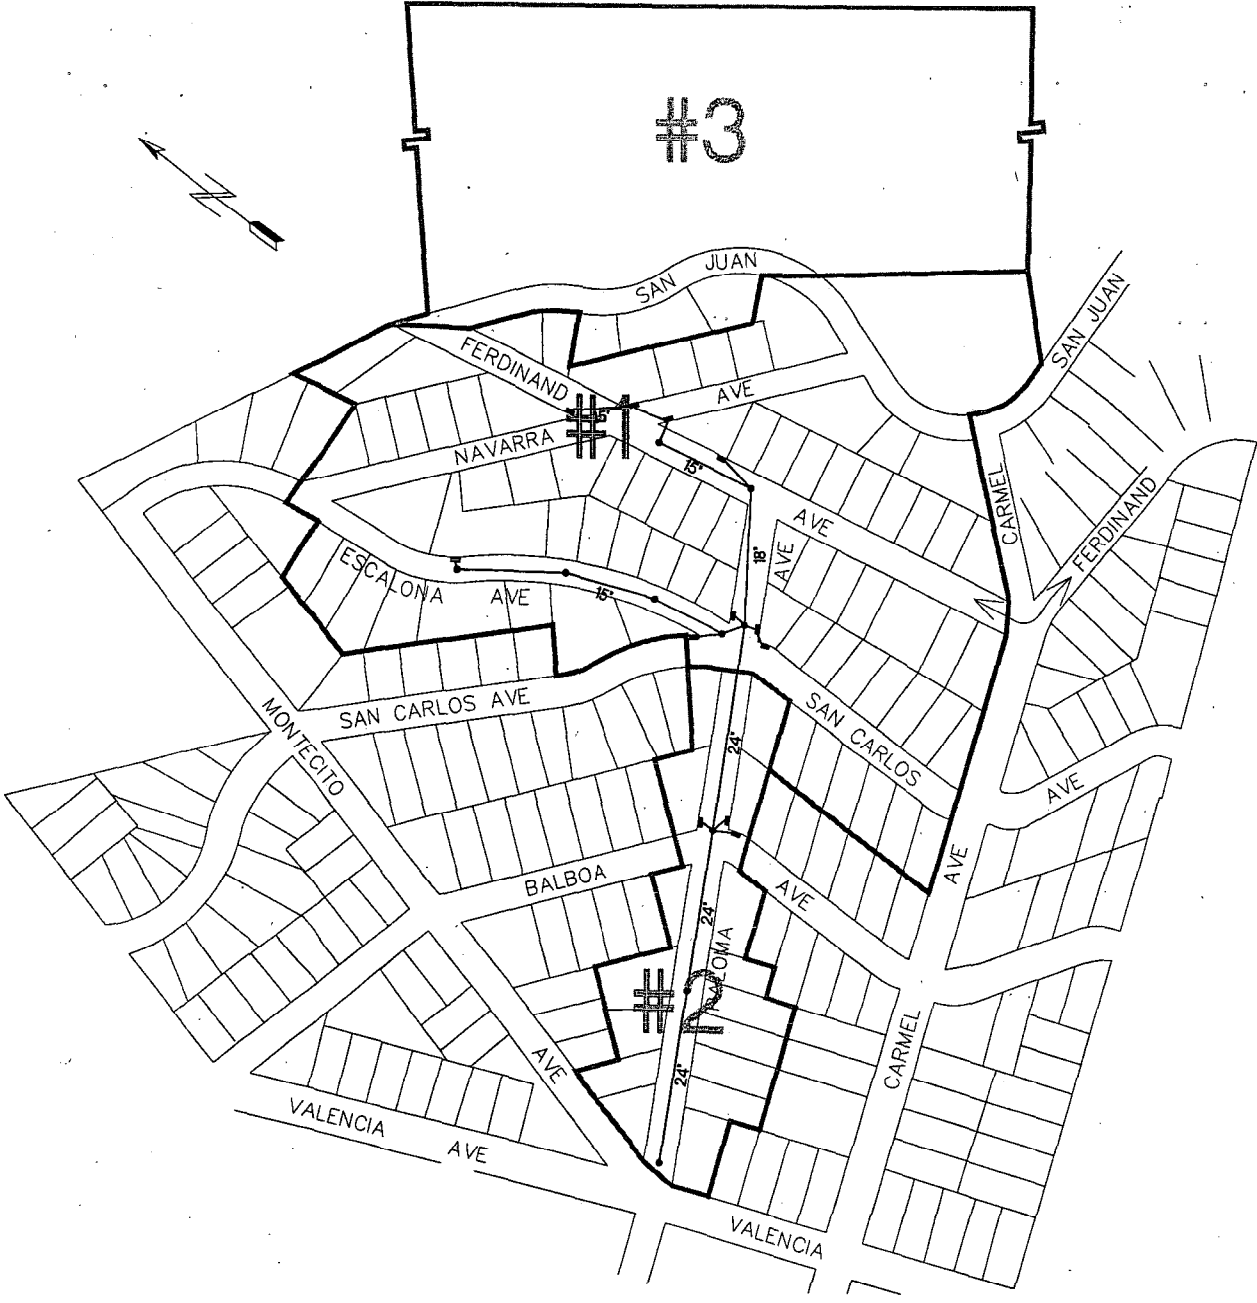 #3
SAN JUAN
SAN JUAN
FERDINAND
#1
15"
AVE
NAVARRA
15"
CARMEL
FERDINAND
AVE
18"
AVE
ESCALONA AVE
15"
SAN CARLOS AVE
SAN CARLOS
MONTECITO
24"
AVE
AVE
BALBOA
AVE
24"
PALOMA
#2
CARMEL
AVE
24"
VALENCIA AVE
VALENCIA